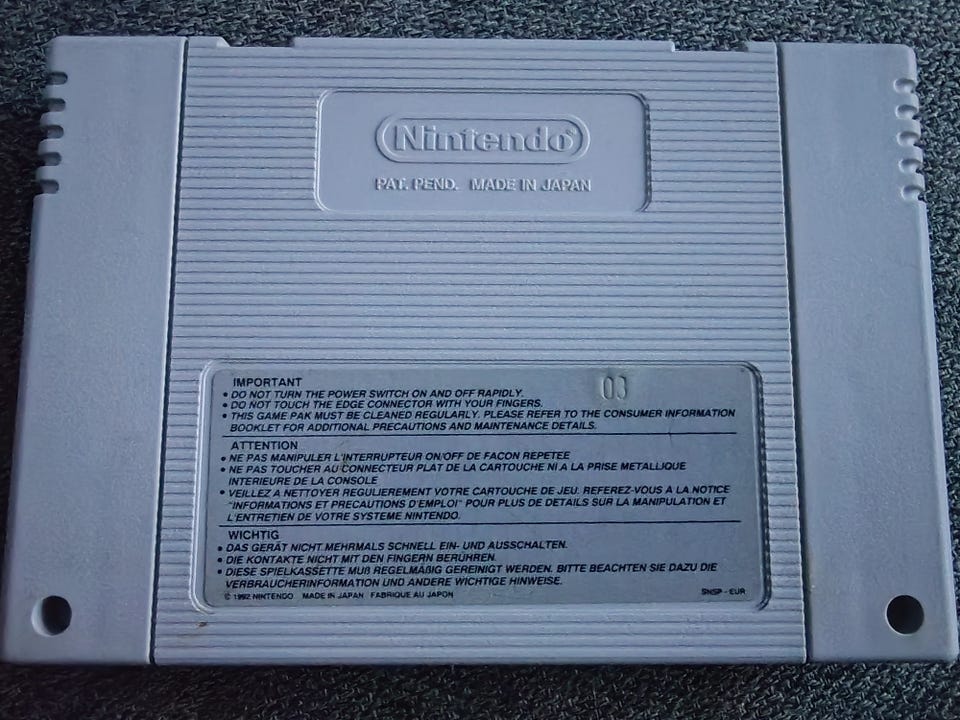 Nintendo®
PAT. PEND. MADE IN JAPAN
03
IMPORTANT
• DO NOT TURN THE POWER SWITCH ON AND OFF RAPIDLY.
• DO NOT TOUCH THE EDGE CONNECTOR WITH YOUR FINGERS.
• THIS GAME PAK MUST BE CLEANED REGULARLY. PLEASE REFER TO THE CONSUMER INFORMATION
BOOKLET FOR ADDITIONAL PRECAUTIONS AND MAINTENANCE DETAILS.
ATTENTION
• NE PAS MANIPULER L'INTERRUPTEUR ON/OFF DE FACON REPETEE
• NE PAS TOUCHER AU CONNECTEUR PLAT DE LA CARTOUCHE NI A LA PRISE METALLIQUE
INTERIEURE DE LA CONSOLE
• VEILLEZ A NETTOYER REGULIEREMENT VOTRE CARTOUCHE DE JEU. REFEREZ-VOUS A LA NOTICE
"INFORMATIONS ET PRECAUTIONS D'EMPLOI" POUR PLUS DE DETAILS SUR LA MANIPULATION ET
L'ENTRETIEN DE VOTRE SYSTEME NINTENDO.
WICHTIG
• DAS GERÄT NICHT MEHRMALS SCHNELL EIN- UND AUSSCHALTEN.
• DIE KONTAKTE NICHT MIT DEN FINGERN BERÜHREN.
• DIESE SPIELKASSETTE MUß REGELMÄßIG GEREINIGT WERDEN. BITTE BEACHTEN SIE DAZU DIE
VERBRAUCHERINFORMATION UND ANDERE WICHTIGE HINWEISE.
© 1992 NINTENDO MADE IN JAPAN FABRIQUE AU JAPON SNSP-EUR